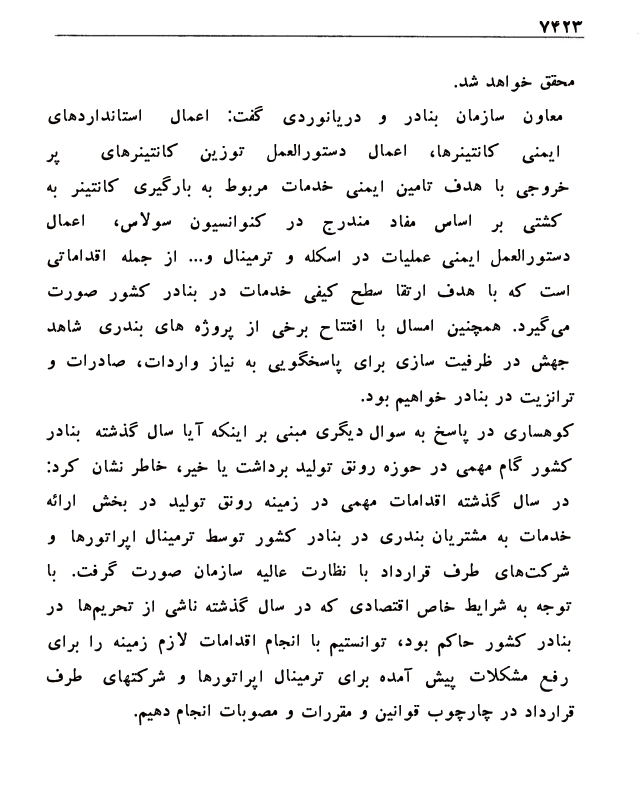 ۷۴۲۳
محقق خواهد شد.
معاون سازمان بنادر و دریانوردی گفت: اعمال استانداردهای
ایمنی کانتینرها، اعمال دستورالعمل توزین کانتینرهای پر
خروجی با هدف تامین ایمنی خدمات مربوط به بارگیری کانتینر به
کشتی بر اساس مفاد مندرج در کنوانسیون سولاس، اعمال
دستورالعمل ایمنی عملیات در اسکله و ترمینال و... از جمله اقداماتی
است که با هدف ارتقا سطح کیفی خدمات در بنادر کشور صورت
می‌گیرد. همچنین امسال با افتتاح برخی از پروژه های بندری شاهد
جهش در ظرفیت سازی برای پاسخگویی به نیاز واردات، صادرات و
ترانزیت در بنادر خواهیم بود.
کوهساری در پاسخ به سوال دیگری مبنی بر اینکه آیا سال گذشته بنادر
کشور گام مهمی در حوزه رونق تولید برداشت یا خیر، خاطر نشان کرد:
در سال گذشته اقدامات مهمی در زمینه رونق تولید در بخش ارائه
خدمات به مشتریان بندری در بنادر کشور توسط ترمینال اپراتورها و
شرکت‌های طرف قرارداد با نظارت عالیه سازمان صورت گرفت. با
توجه به شرایط خاص اقتصادی که در سال گذشته ناشی از تحریم‌ها در
بنادر کشور حاکم بود، توانستیم با انجام اقدامات لازم زمینه را برای
رفع مشکلات پیش آمده برای ترمینال اپراتورها و شرکتهای طرف
قرارداد در چارچوب قوانین و مقررات و مصوبات انجام دهیم.